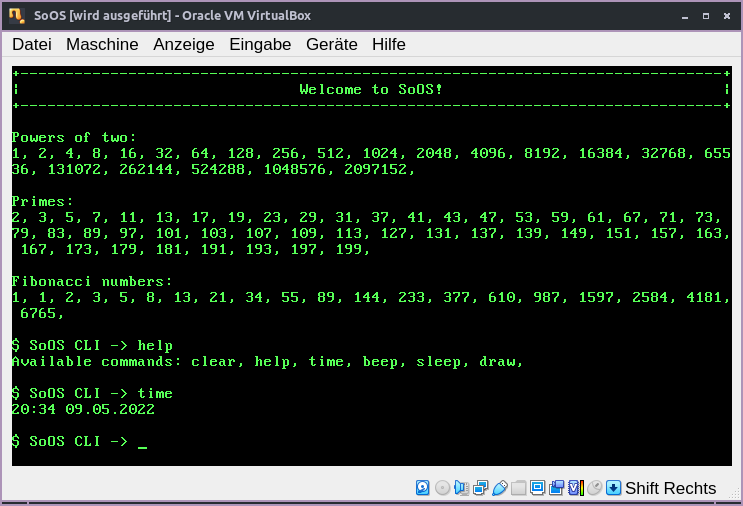 SoOS [wird ausgeführt] - Oracle VM VirtualBox
Datei Maschine Anzeige Eingabe Geräte Hilfe
Welcome to SoOS!
Powers of two:
1, 2, 4, 8, 16, 32, 64, 128, 256, 512, 1024, 2048, 4096, 8192, 16384, 32768, 655
36, 131072, 262144, 524288, 1048576, 2097152,
Primes:
2, 3, 5, 7, 11, 13, 17, 19, 23, 29, 31, 37, 41, 43, 47, 53, 59, 61, 67, 71, 73,
79, 83, 89, 97, 101, 103, 107, 109, 113, 127, 131, 137, 139, 149, 151, 157, 163,
167, 173, 179, 181, 191, 193, 197, 199,
Fibonacci numbers:
1, 1, 2, 3, 5, 8, 13, 21, 34, 55, 89, 144, 233, 377, 610, 987, 1597, 2584, 4181,
6765,
$ SoOS CLI -> help
Available commands: clear, help, time, beep, sleep, draw,
$ SoOS CLI -> time
20:34 09.05.2022
$ SoOS CLI -> _
Shift Rechts